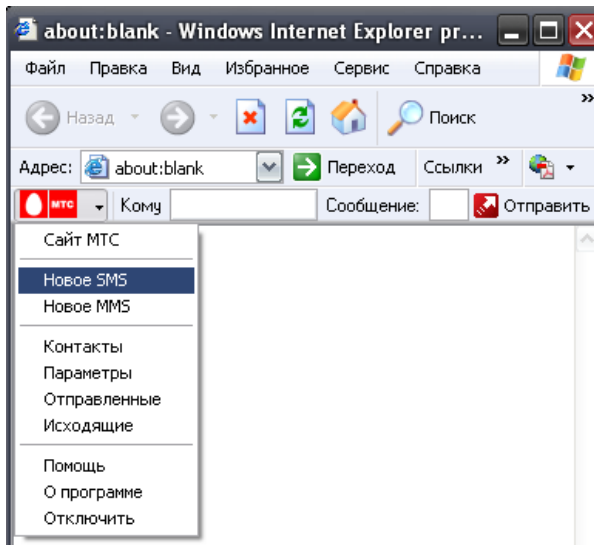 about:blank - Windows Internet Explorer pr...
Файл Правка Вид Избранное Сервис Справка
Назад Поиск »
Адрес: about:blank Переход Ссылки »
МТС Кому Сообщение: Отправить
Сайт МТС
Новое SMS
Новое MMS
Контакты
Параметры
Отправленные
Исходящие
Помощь
О программе
Отключить